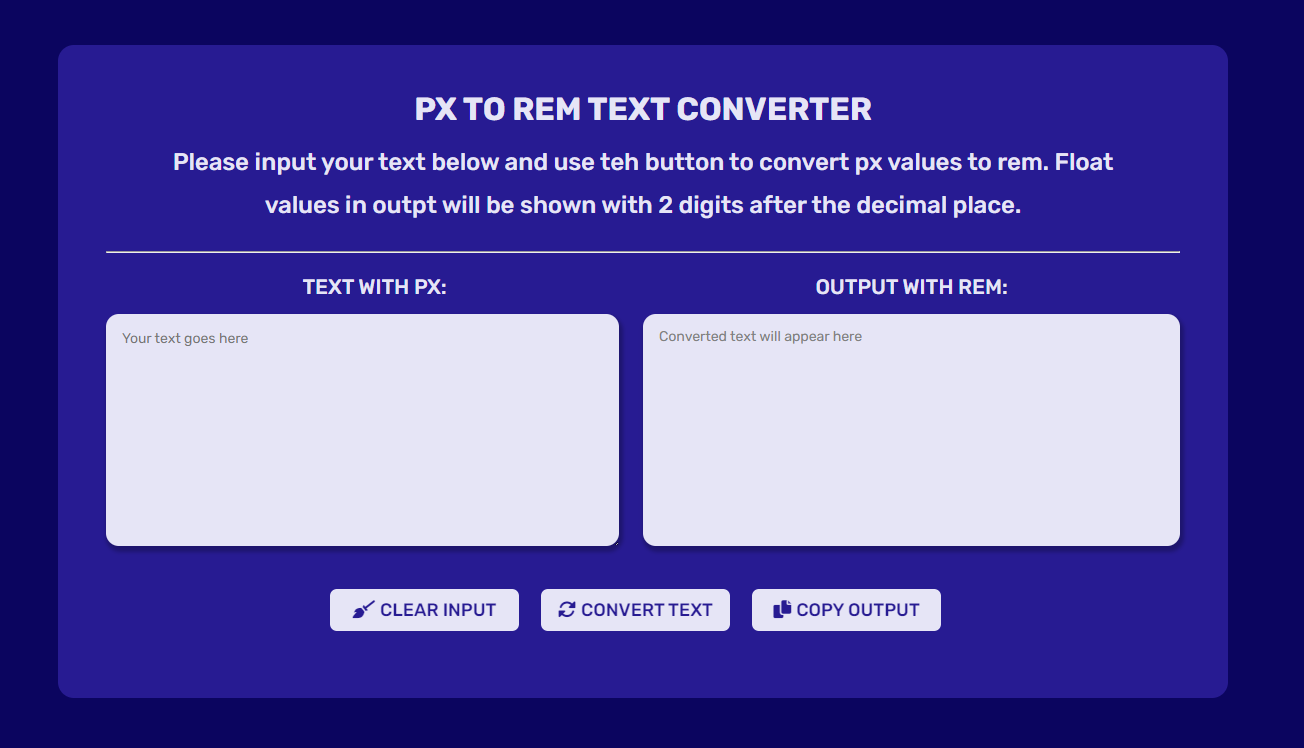 PX TO REM TEXT CONVERTER
Please input your text below and use teh button to convert px values to rem. Float
values in outpt will be shown with 2 digits after the decimal place.
TEXT WITH PX:
OUTPUT WITH REM:
Your text goes here
Converted text will appear here
CLEAR INPUT
CONVERT TEXT
COPY OUTPUT